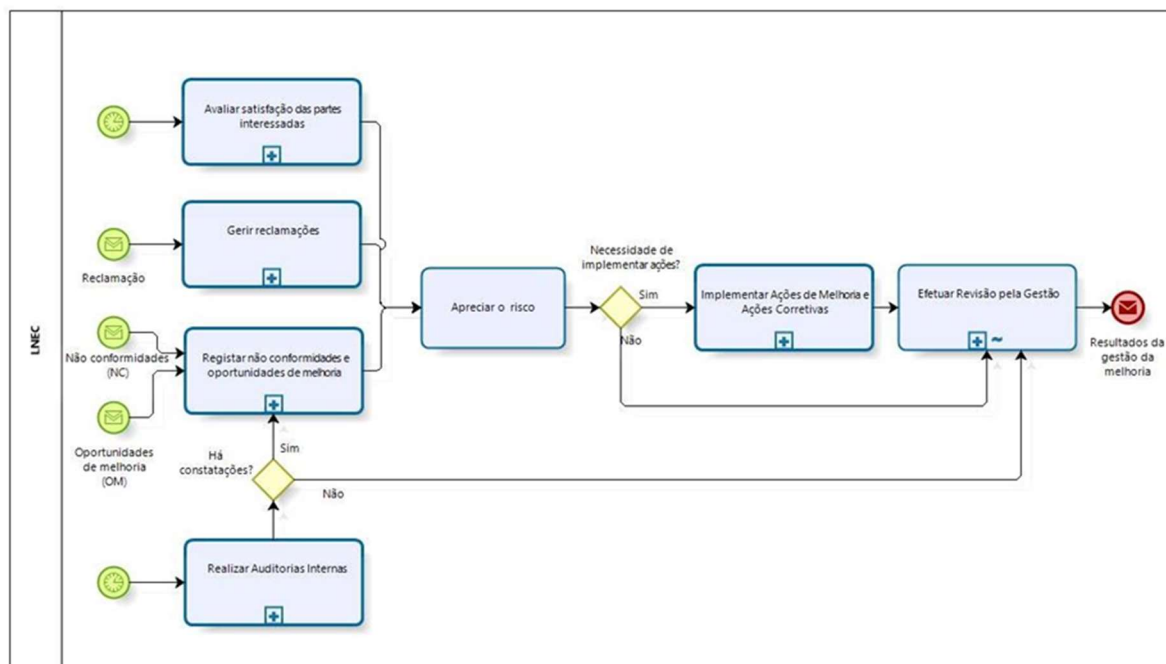 LNEC
Avaliar satisfação das partes
interessadas
Gerir reclamações
Reclamação
Não conformidades
(NC)
Registar não conformidades e
oportunidades de melhoria
Oportunidades
de melhoria
(OM)
Há
constatações?
Sim
Não
Realizar Auditorias Internas
Apreciar o risco
Necessidade de
implementar ações?
Sim
Não
Implementar Ações de Melhoria e
Ações Corretivas
Efetuar Revisão pela Gestão
Resultados da
gestão da
melhoria